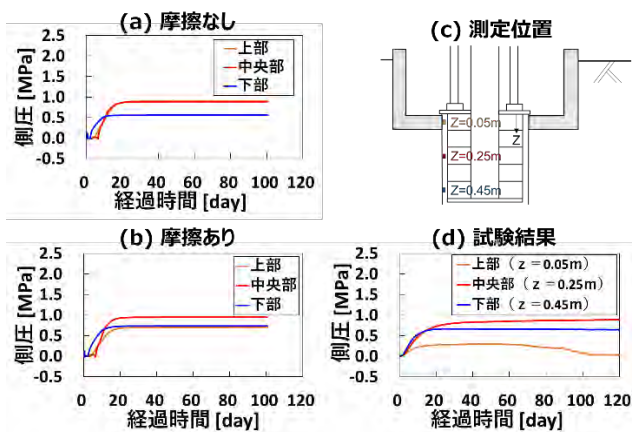 (a) 摩擦なし
側圧 [MPa]
2.5
2.0
1.5
1.0
0.5
0.0
-0.5
上部
中央部
下部
0 20 40 60 80 100 120
経過時間 [day]
(c) 測定位置
Z=0.05m
Z
Z=0.25m
Z=0.45m
(b) 摩擦あり
側圧 [MPa]
2.5
2.0
1.5
1.0
0.5
0.0
-0.5
上部
中央部
下部
0 20 40 60 80 100 120
経過時間 [day]
(d) 試験結果
側圧 [MPa]
2.5
2.0
1.5
1.0
0.5
0.0
-0.5
上部（ z ＝0.05m）
中央部（ z ＝0.25m）
下部（ z ＝0.45m）
0 20 40 60 80 100 120
経過時間 [day]